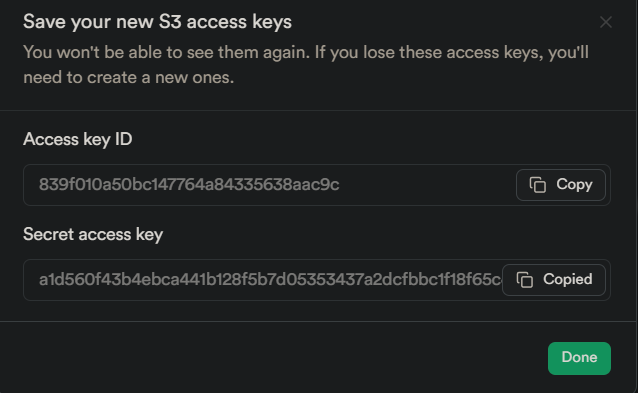 Save your new S3 access keys
You won't be able to see them again. If you lose these access keys, you'll
need to create a new ones.
Access key ID
839f010a50bc147764a84335638aac9c
Copy
Secret access key
a1d560f43b4ebca441b128f5b7d05353437a2dcfbbc1f18f65c
Copied
Done